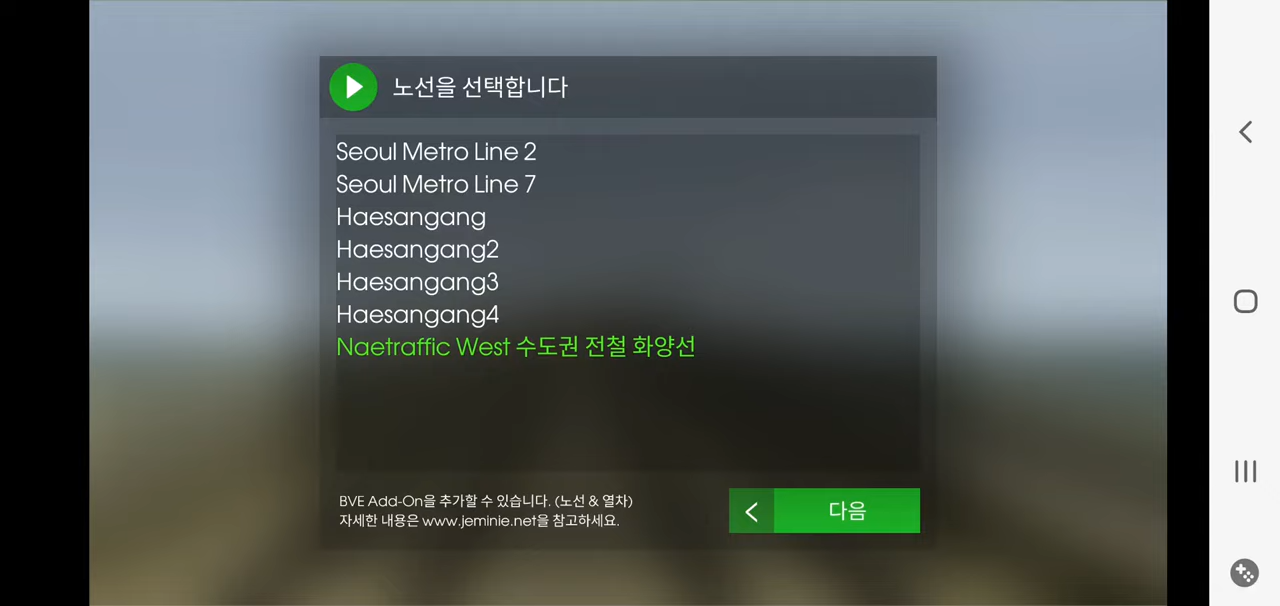 노선을 선택합니다
Seoul Metro Line 2
Seoul Metro Line 7
Haesangang
Haesangang2
Haesangang3
Haesangang4
Naetraffic West 수도권 전철 화양선
BVE Add-On을 추가할 수 있습니다. (노선 & 열차)
자세한 내용은 www.jeminie.net을 참고하세요.
다음